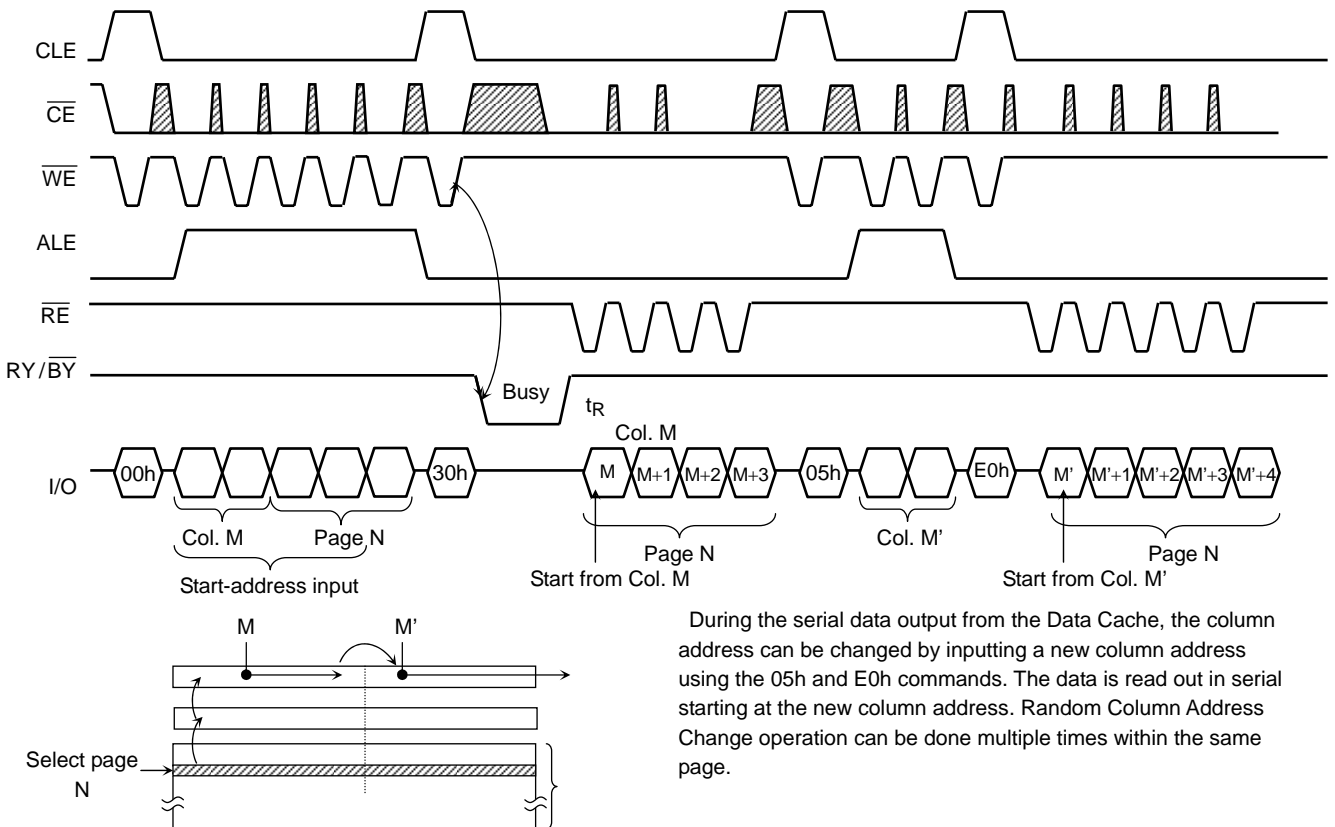 CLE
CE
WE
ALE
RE
RY/BY
Busy
tR
Col. M
I/O
00h
30h
M
M+1
M+2
M+3
05h
E0h
M'
M'+1
M'+2
M'+3
M'+4
Col. M
Page N
Page N
Col. M’
Page N
Start-address input
Start from Col. M
Start from Col. M’
M
M’
Select page
N
During the serial data output from the Data Cache, the column
address can be changed by inputting a new column address
using the 05h and E0h commands. The data is read out in serial
starting at the new column address. Random Column Address
Change operation can be done multiple times within the same
page.